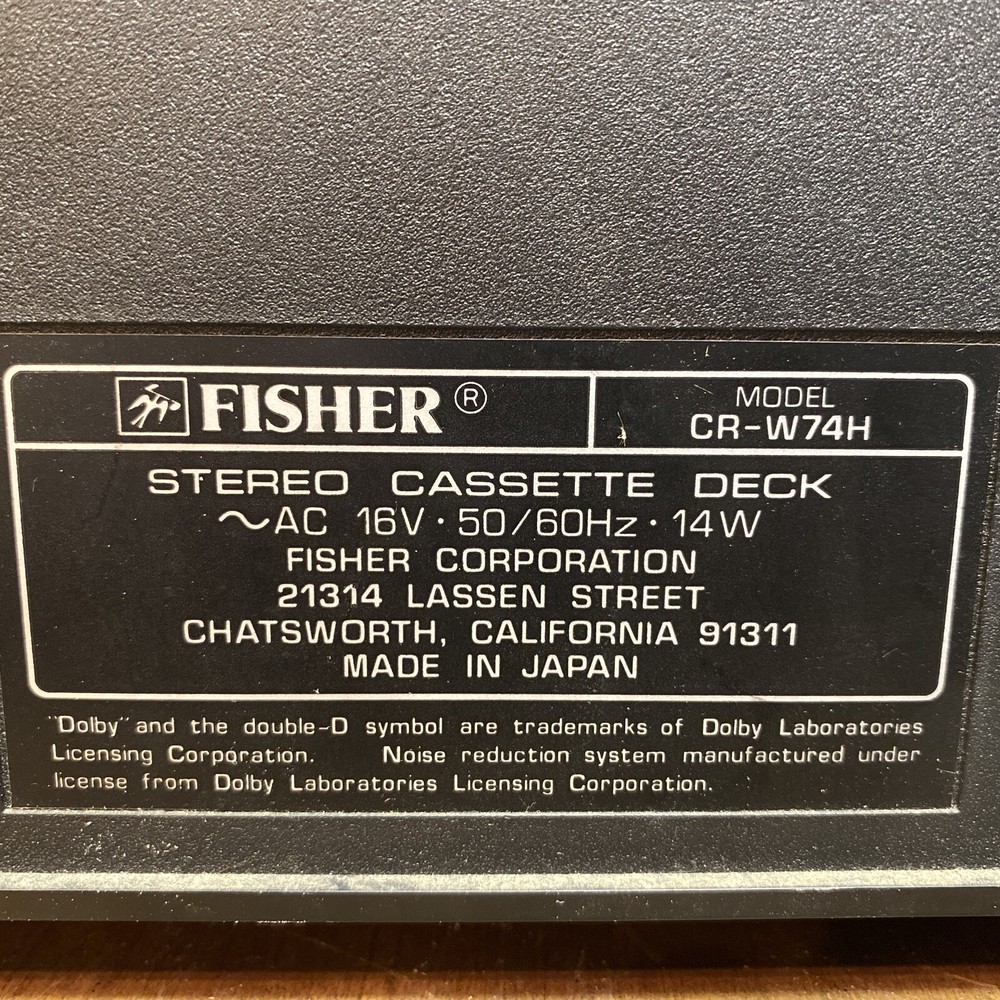 FISHER ®
MODEL
CR-W74H
STEREO CASSETTE DECK
~AC 16V · 50/60Hz · 14W
FISHER CORPORATION
21314 LASSEN STREET
CHATSWORTH, CALIFORNIA 91311
MADE IN JAPAN
"Dolby" and the double-D symbol are trademarks of Dolby Laboratories
Licensing Corporation. Noise reduction system manufactured under
license from Dolby Laboratories Licensing Corporation.